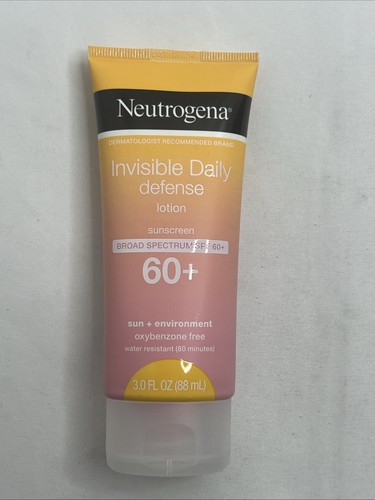 Neutrogena®
DERMATOLOGIST RECOMMENDED BRAND
Invisible Daily
defense
lotion
sunscreen
BROAD SPECTRUM SPF 60+
60+
sun + environment
oxybenzone free
water resistant (80 minutes)
3.0 FL OZ (88 mL)